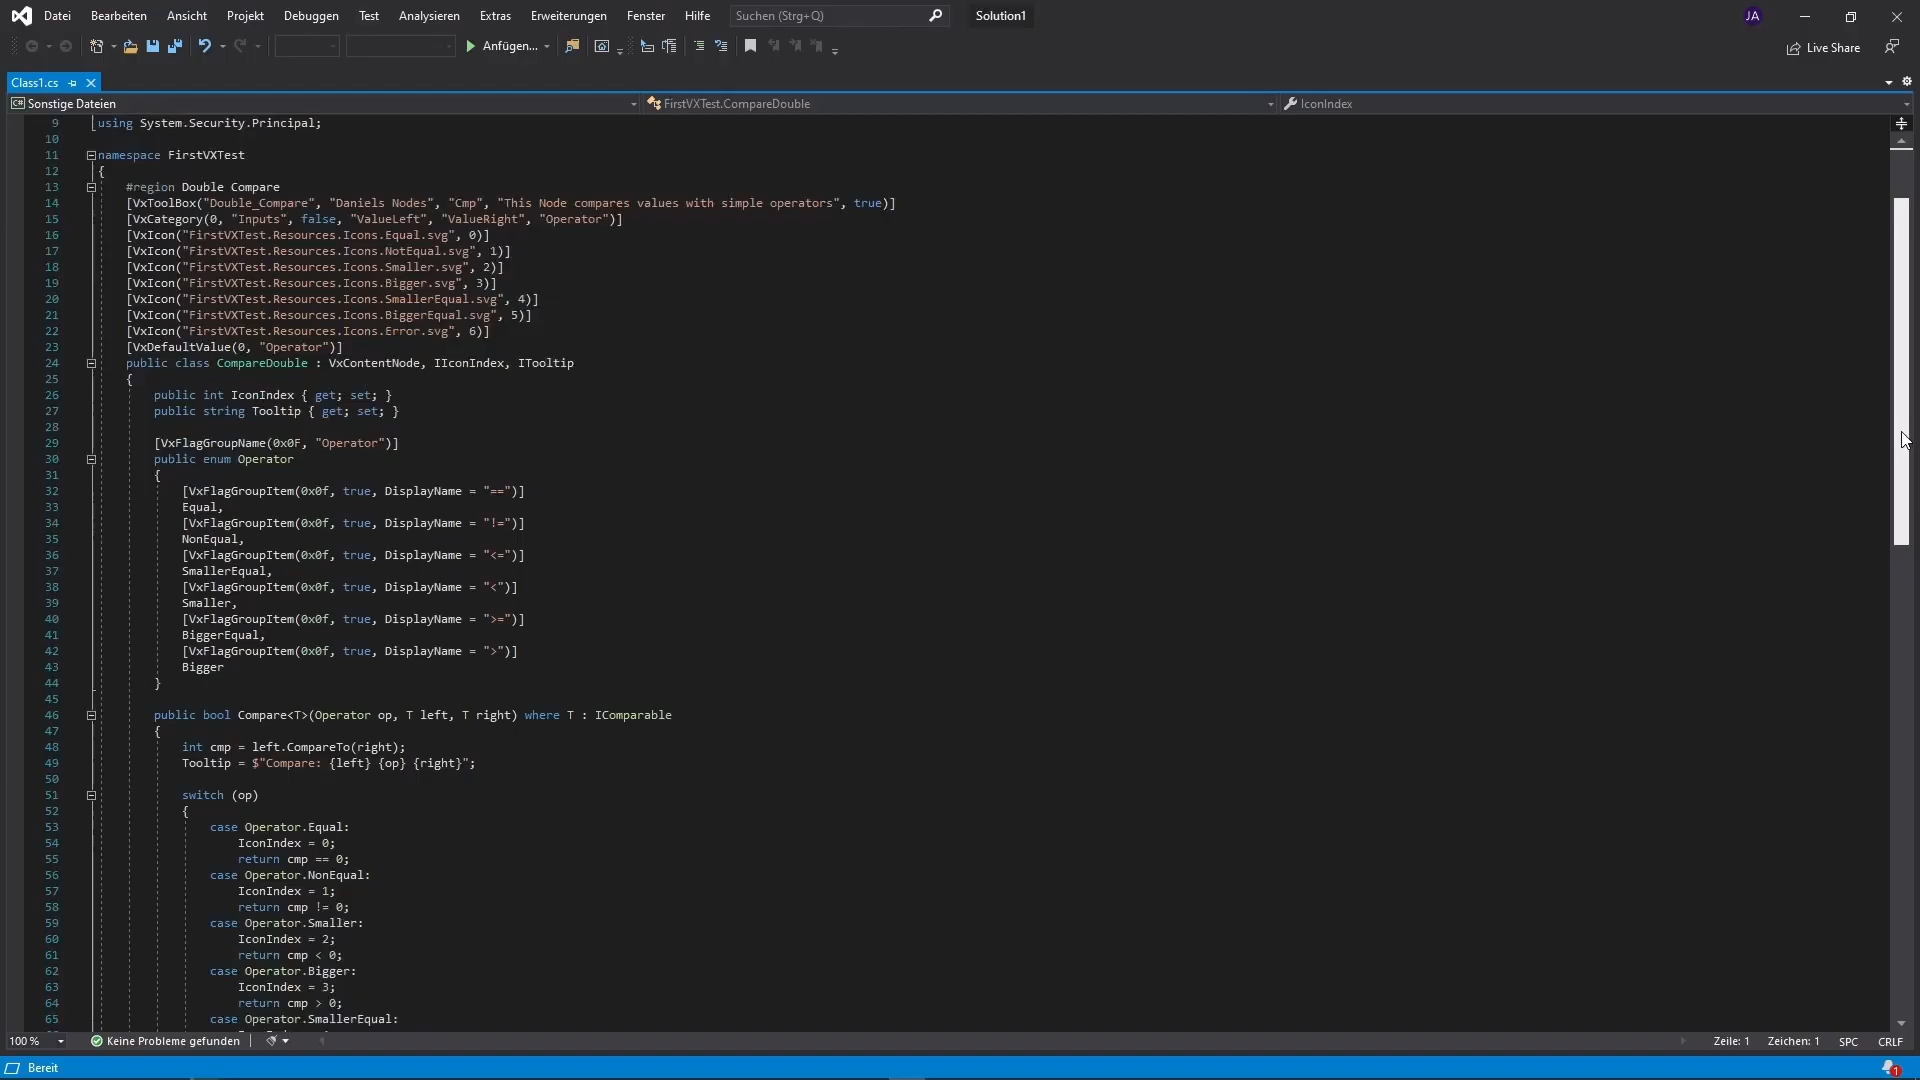 Datei Bearbeiten Ansicht Projekt Debuggen Test Analysieren Extras Erweiterungen Fenster Hilfe Suchen (Strg+Q) Solution1 JA
Anfügen... Live Share
Class1.cs
C# Sonstige Dateien FirstVXTest.CompareDouble IconIndex
9 using System.Security.Principal;
10
11 namespace FirstVXTest
12 {
13 #region Double Compare
14 [VxToolBox("Double_Compare", "Daniels Nodes", "Cmp", "This Node compares values with simple operators", true)]
15 [VxCategory(0, "Inputs", false, "ValueLeft", "ValueRight", "Operator")]
16 [VxIcon("FirstVXTest.Resources.Icons.Equal.svg", 0)]
17 [VxIcon("FirstVXTest.Resources.Icons.NotEqual.svg", 1)]
18 [VxIcon("FirstVXTest.Resources.Icons.Smaller.svg", 2)]
19 [VxIcon("FirstVXTest.Resources.Icons.Bigger.svg", 3)]
20 [VxIcon("FirstVXTest.Resources.Icons.SmallerEqual.svg", 4)]
21 [VxIcon("FirstVXTest.Resources.Icons.BiggerEqual.svg", 5)]
22 [VxIcon("FirstVXTest.Resources.Icons.Error.svg", 6)]
23 [VxDefaultValue(0, "Operator")]
24 public class CompareDouble : VxContentNode, IIconIndex, ITooltip
25 {
26 public int IconIndex { get; set; }
27 public string Tooltip { get; set; }
28
29 [VxFlagGroupName(0x0F, "Operator")]
30 public enum Operator
31 {
32 [VxFlagGroupItem(0x0f, true, DisplayName = "==")]
33 Equal,
34 [VxFlagGroupItem(0x0f, true, DisplayName = "!=")]
35 NonEqual,
36 [VxFlagGroupItem(0x0f, true, DisplayName = "<=")]
37 SmallerEqual,
38 [VxFlagGroupItem(0x0f, true, DisplayName = "<")]
39 Smaller,
40 [VxFlagGroupItem(0x0f, true, DisplayName = ">=")]
41 BiggerEqual,
42 [VxFlagGroupItem(0x0f, true, DisplayName = ">")]
43 Bigger
44 }
45
46 public bool Compare<T>(Operator op, T left, T right) where T : IComparable
47 {
48 int cmp = left.CompareTo(right);
49 Tooltip = $"Compare: {left} {op} {right}";
50
51 switch (op)
52 {
53 case Operator.Equal:
54 IconIndex = 0;
55 return cmp == 0;
56 case Operator.NonEqual:
57 IconIndex = 1;
58 return cmp != 0;
59 case Operator.Smaller:
60 IconIndex = 2;
61 return cmp < 0;
62 case Operator.Bigger:
63 IconIndex = 3;
64 return cmp > 0;
65 case Operator.SmallerEqual:
100 % Keine Probleme gefunden Zeile: 1 Zeichen: 1 SPC CRLF
Bereit 1